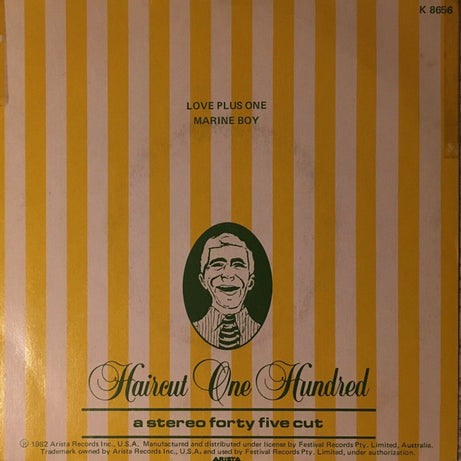 K 8656
LOVE PLUS ONE
MARINE BOY
Haircut One Hundred
a stereo forty five cut
Ⓟ 1982 Arista Records Inc., U.S.A. Manufactured and distributed under license by Festival Records Pty. Limited, Australia.
Trademark owned by Arista Records Inc., U.S.A. and used by Festival Records Pty. Limited, under authorization.
ARISTA